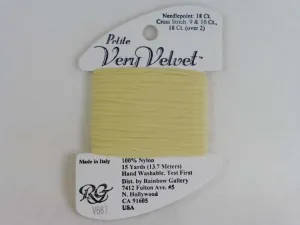 Needlepoint: 18 Ct.
Cross Stitch: 9 & 10 Ct.,
18 Ct. (over 2)
Petite
Very Velvet™
Made in Italy
100% Nylon
15 Yards (13.7 Meters)
Hand Washable. Test First
Dist. by Rainbow Gallery
7412 Fulton Ave. #5
N. Hollywood
CA 91605
USA
RG
V667